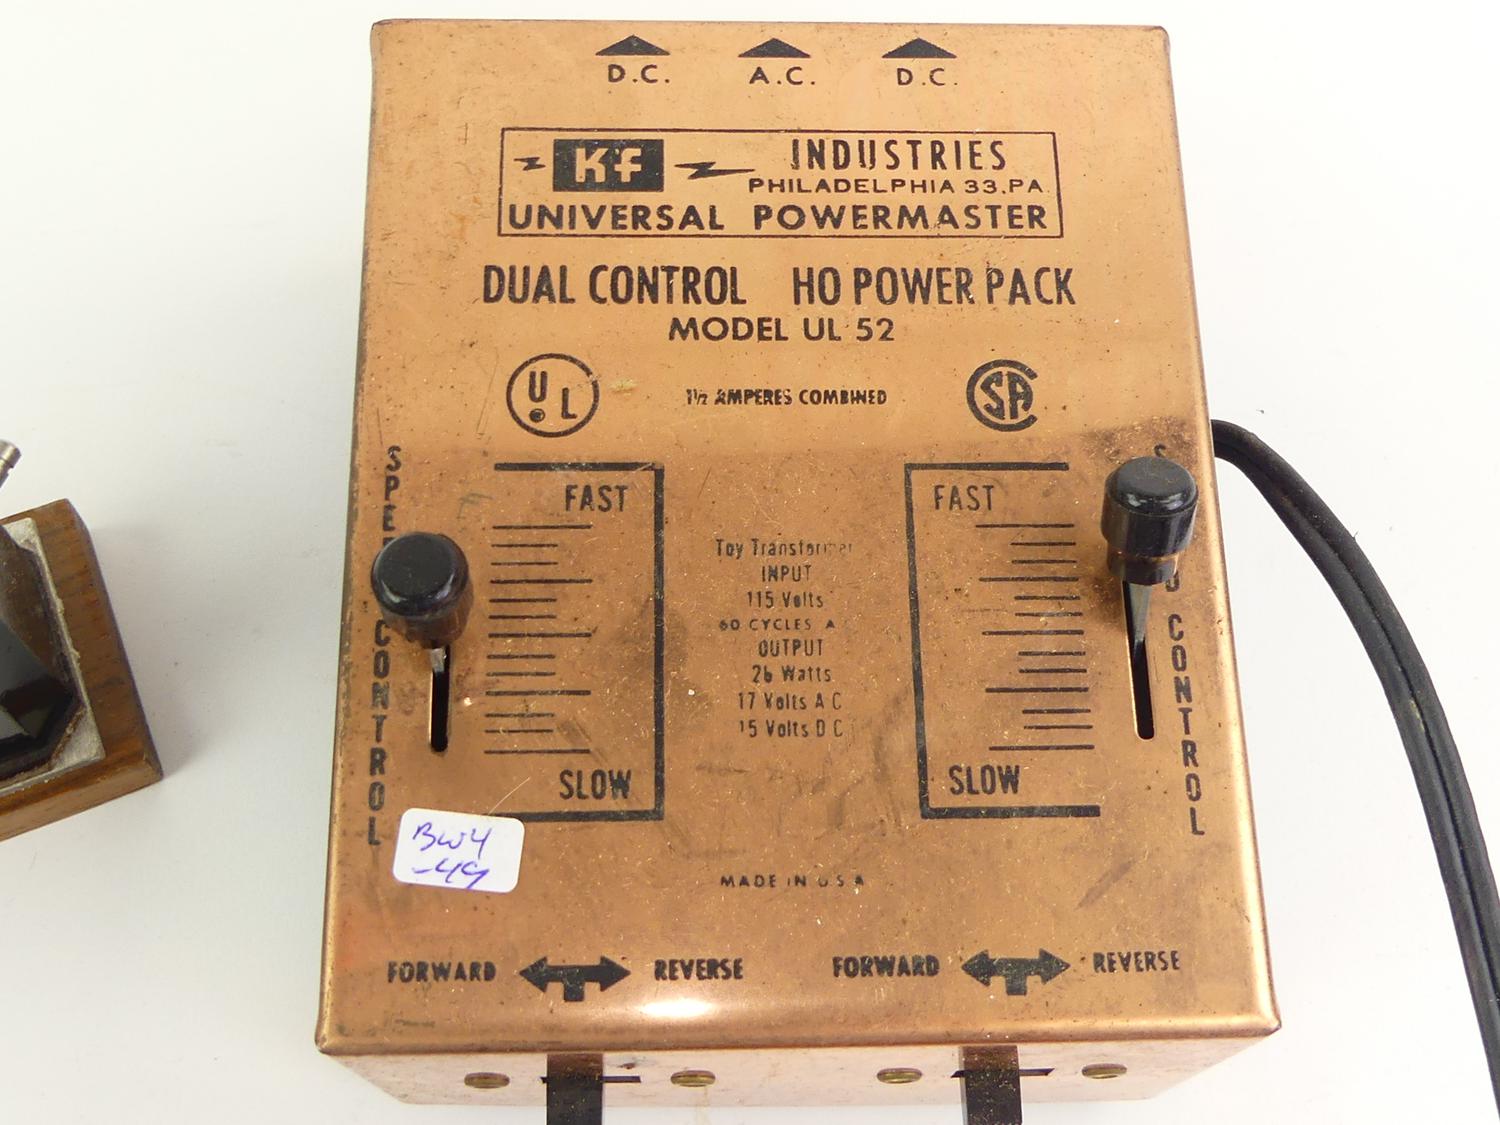 D.C. A.C. D.C.
Kf INDUSTRIES
PHILADELPHIA 33, PA
UNIVERSAL POWERMASTER
DUAL CONTROL HO POWER PACK
MODEL UL 52
UL 1½ AMPERES COMBINED SA
FAST FAST
SPEED CONTROL
Toy Transformer
INPUT
115 Volts
60 CYCLES A
OUTPUT
26 Watts
17 Volts A C
15 Volts D C
SLOW SLOW
CONTROL
BW4
-49
MADE IN U S A
FORWARD REVERSE FORWARD REVERSE